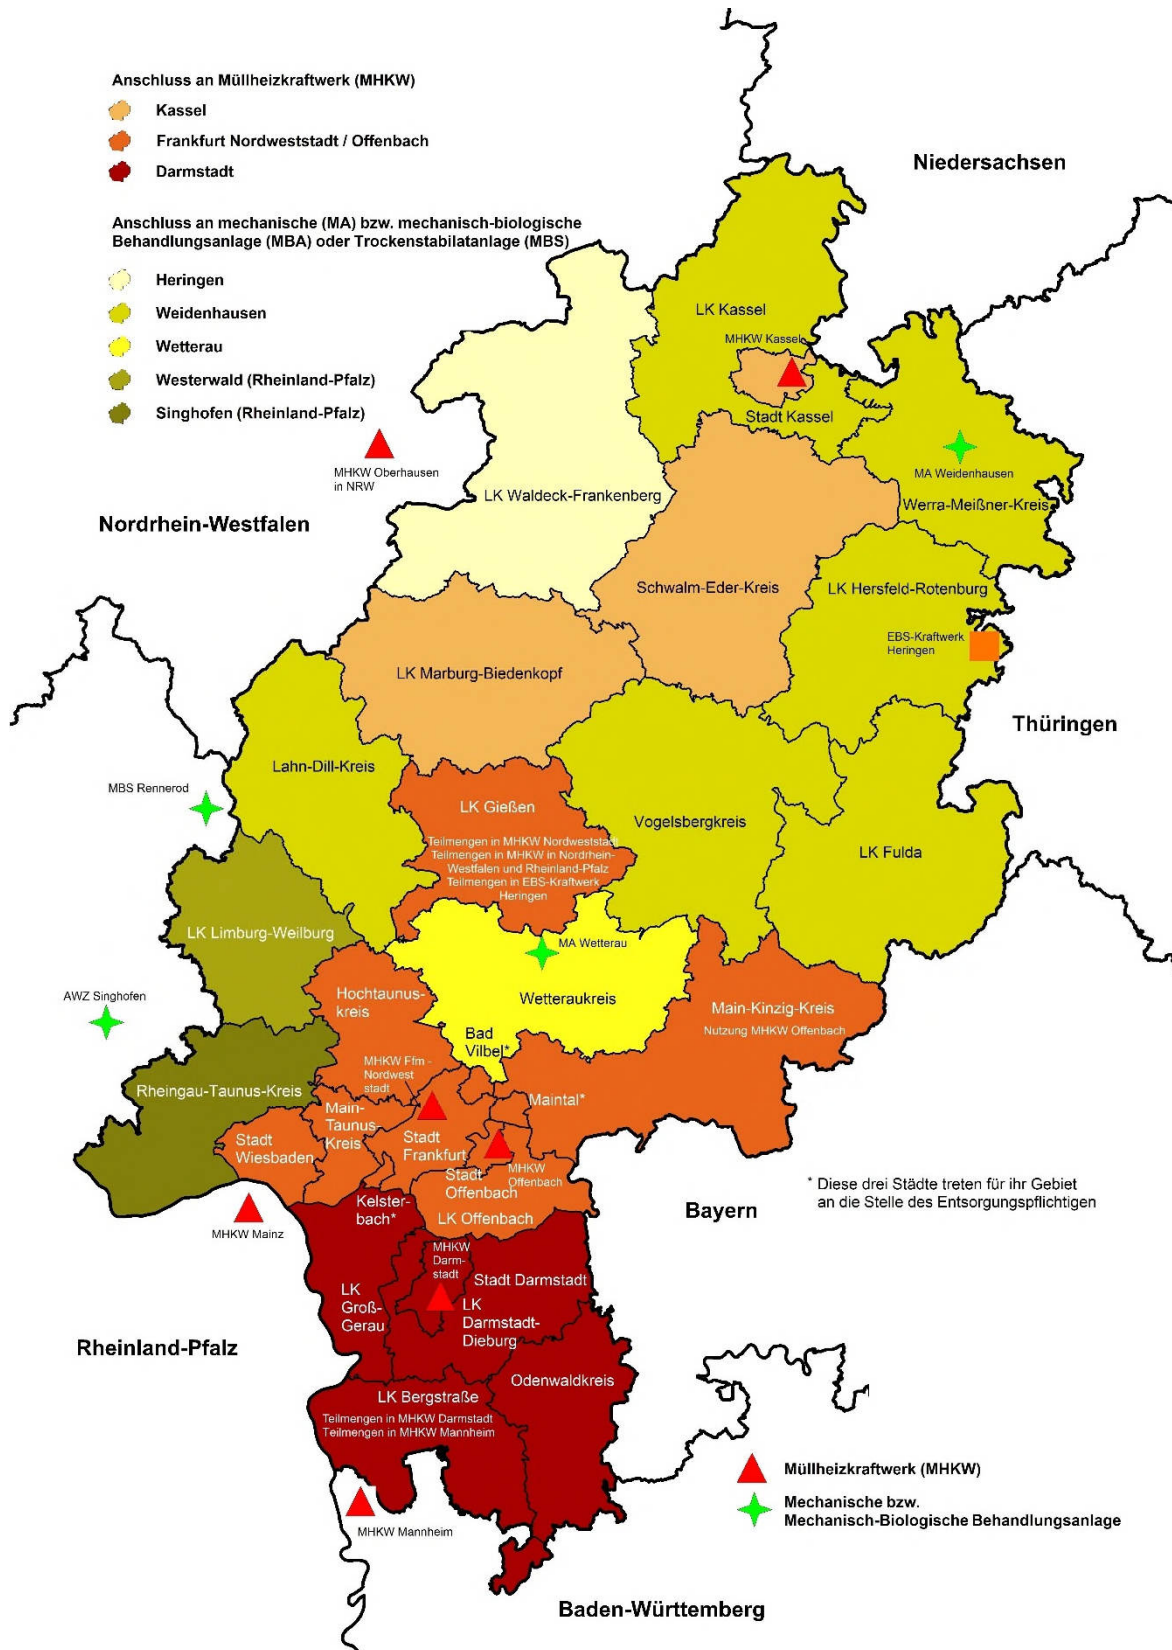 Anschluss an Müllheizkraftwerk (MHKW)
Kassel
Frankfurt Nordweststadt / Offenbach
Darmstadt
Anschluss an mechanische (MA) bzw. mechanisch-biologische
Behandlungsanlage (MBA) oder Trockenstabilatanlage (MBS)
Heringen
Weidenhausen
Wetterau
Westerwald (Rheinland-Pfalz)
Singhofen (Rheinland-Pfalz)
Niedersachsen
LK Kassel
MHKW Kassel
Stadt Kassel
MHKW Oberhausen
in NRW
MA Weidenhausen
LK Waldeck-Frankenberg
Werra-Meißner-Kreis
Nordrhein-Westfalen
Schwalm-Eder-Kreis
LK Hersfeld-Rotenburg
EBS-Kraftwerk
Heringen
LK Marburg-Biedenkopf
Thüringen
Lahn-Dill-Kreis
MBS Rennerod
LK Gießen
Teilmengen in MHKW Nordweststadt
Teilmengen in MHKW in Nordrhein-
Westfalen und Rheinland-Pfalz
Teilmengen in EBS-Kraftwerk
Heringen
Vogelsbergkreis
LK Fulda
LK Limburg-Weilburg
MA Wetterau
Wetteraukreis
AWZ Singhofen
Hochtaunus-
kreis
Main-Kinzig-Kreis
Nutzung MHKW Offenbach
Bad
Vilbel*
MHKW Ffm -
Nordwest
stadt
Rheingau-Taunus-Kreis
Maintal*
Main-
Taunus-
Kreis
Stadt
Wiesbaden
Stadt
Frankfurt
MHKW
Offenbach
Stadt
Offenbach
LK Offenbach
Kelster-
bach*
* Diese drei Städte treten für ihr Gebiet
an die Stelle des Entsorgungspflichtigen
Bayern
MHKW Mainz
MHKW
Darm-
stadt
Stadt Darmstadt
LK
Groß-
Gerau
LK
Darmstadt-
Dieburg
Rheinland-Pfalz
Odenwaldkreis
LK Bergstraße
Teilmengen in MHKW Darmstadt
Teilmengen in MHKW Mannheim
Müllheizkraftwerk (MHKW)
Mechanische bzw.
Mechanisch-Biologische Behandlungsanlage
MHKW Mannheim
Baden-Württemberg